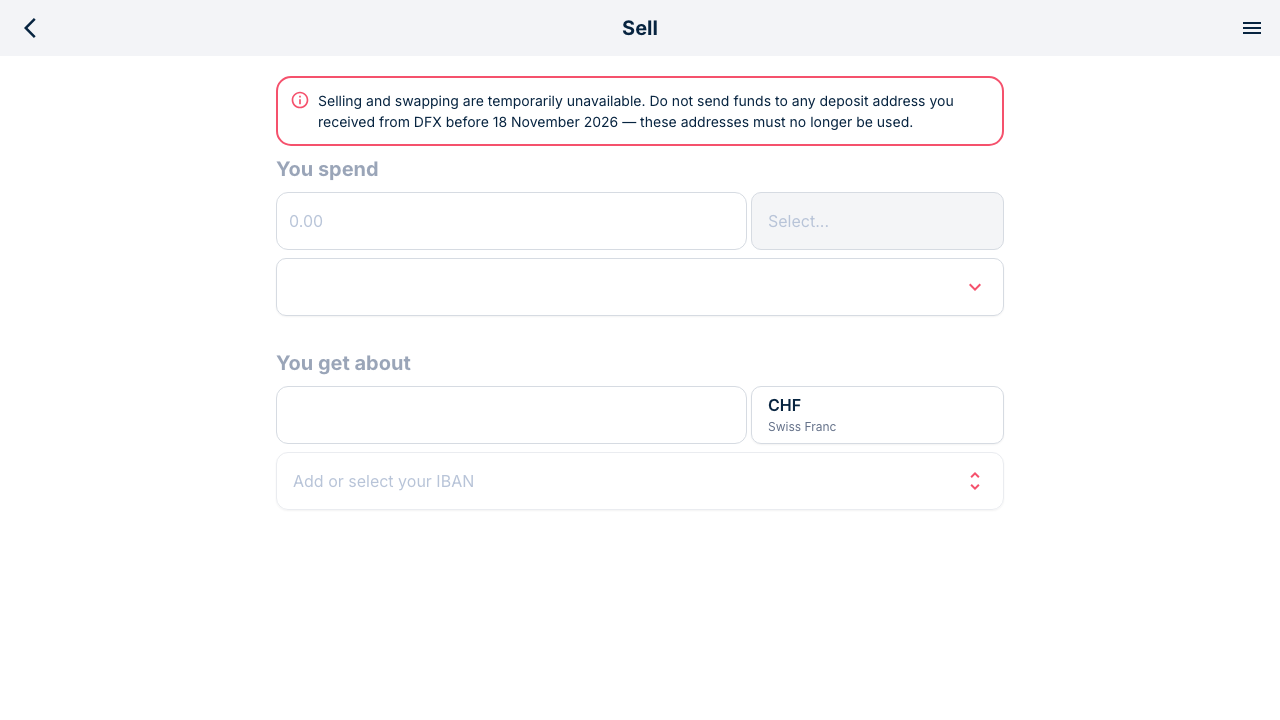 Sell
Selling and swapping are temporarily unavailable. Do not send funds to any deposit address you
received from DFX before 18 November 2026 — these addresses must no longer be used.
You spend
0.00
Select...
You get about
CHF
Swiss Franc
Add or select your IBAN